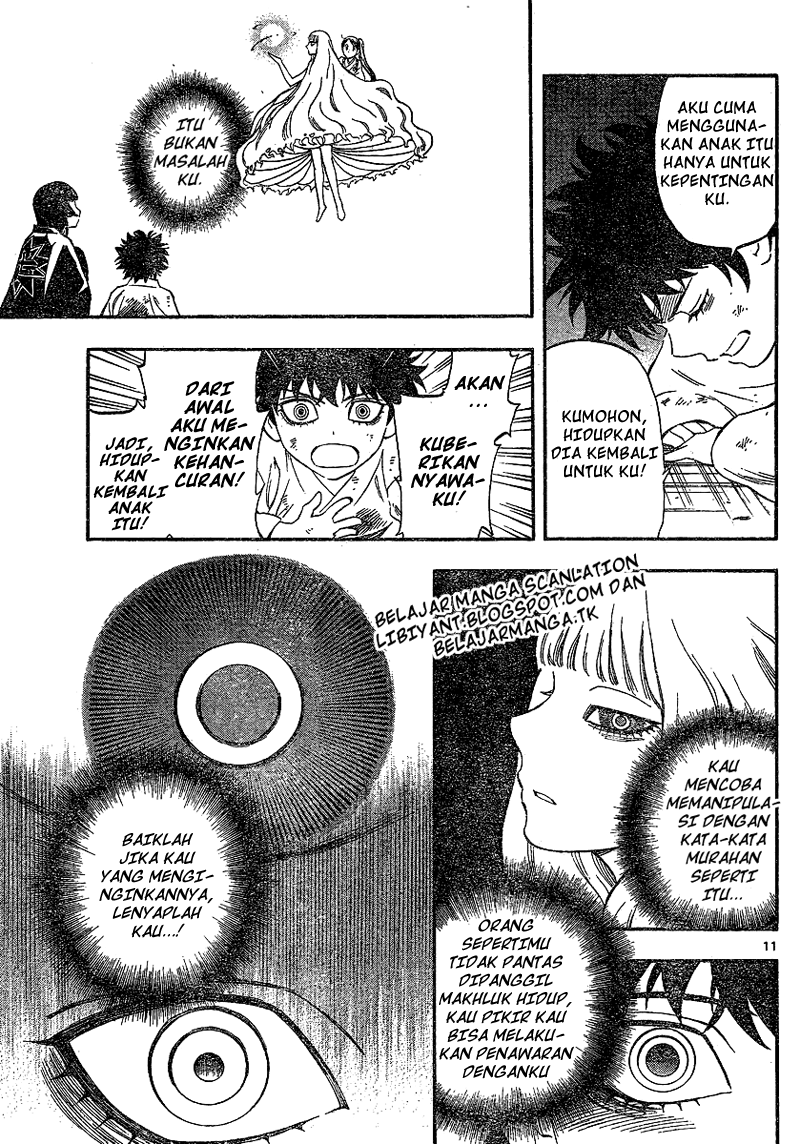 AKU CUMA
MENGGUNA-
KAN ANAK ITU
HANYA UNTUK
KEPENTINGAN
KU.
KUMOHON,
HIDUPKAN
DIA KEMBALI
UNTUK KU!
ITU
BUKAN
MASALAH
KU.
AKAN
...
KUBE-
RIKAN
NYAWA-
KU!
DARI
AWAL
AKU ME-
NGINKAN
KEHAN-
CURAN!
JADI,
HIDUP-
KAN
KEMBALI
ANAK
ITU!
BELAJAR MANGA SCANLATION
LIBIYANT.BLOGSPOT.COM DAN
BELAJARMANGA.TK
KAU
MENCOBA
MEMANIPULA-
SI DENGAN
KATA-KATA
MURAHAN
SEPERTI
ITU...
11
ORANG
SEPERTIMU
TIDAK PANTAS
DIPANGGIL
MAKHLUK HIDUP,
KAU PIKIR KAU
BISA MELAKU-
KAN PENAWARAN
DENGANKU
BAIKLAH
JIKA KAU
YANG MENGI-
NGINKANNYA,
LENYAPLAH
KAU...!